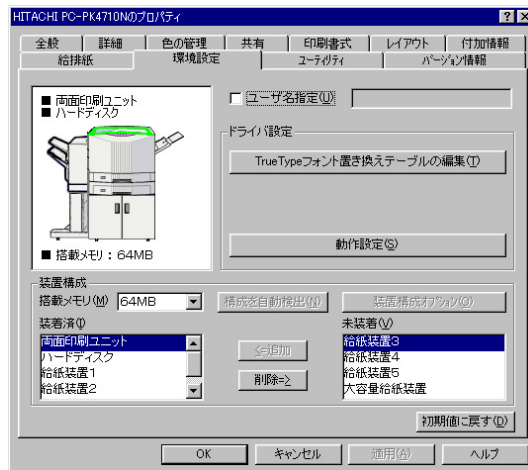 HITACHI PC-PK4710Nのプロパティ
全般 詳細 色の管理 共有 印刷書式 レイアウト 付加情報
給排紙 環境設定 ユーティリティ バージョン情報
■ 両面印刷ユニット
■ ハードディスク
■ 搭載メモリ：64MB
ユーザ名指定(U)
ドライバ設定
TrueTypeフォント置き換えテーブルの編集(T)
動作設定(S)
装置構成
搭載メモリ(M) 64MB 構成を自動検出(N) 装置構成オプション(O)
装着済(I)
両面印刷ユニット
ハードディスク
給紙装置1
給紙装置2
<=追加
削除=>
未装着(V)
給紙装置3
給紙装置4
給紙装置5
大容量給紙装置
初期値に戻す(D)
OK キャンセル 適用(A) ヘルプ